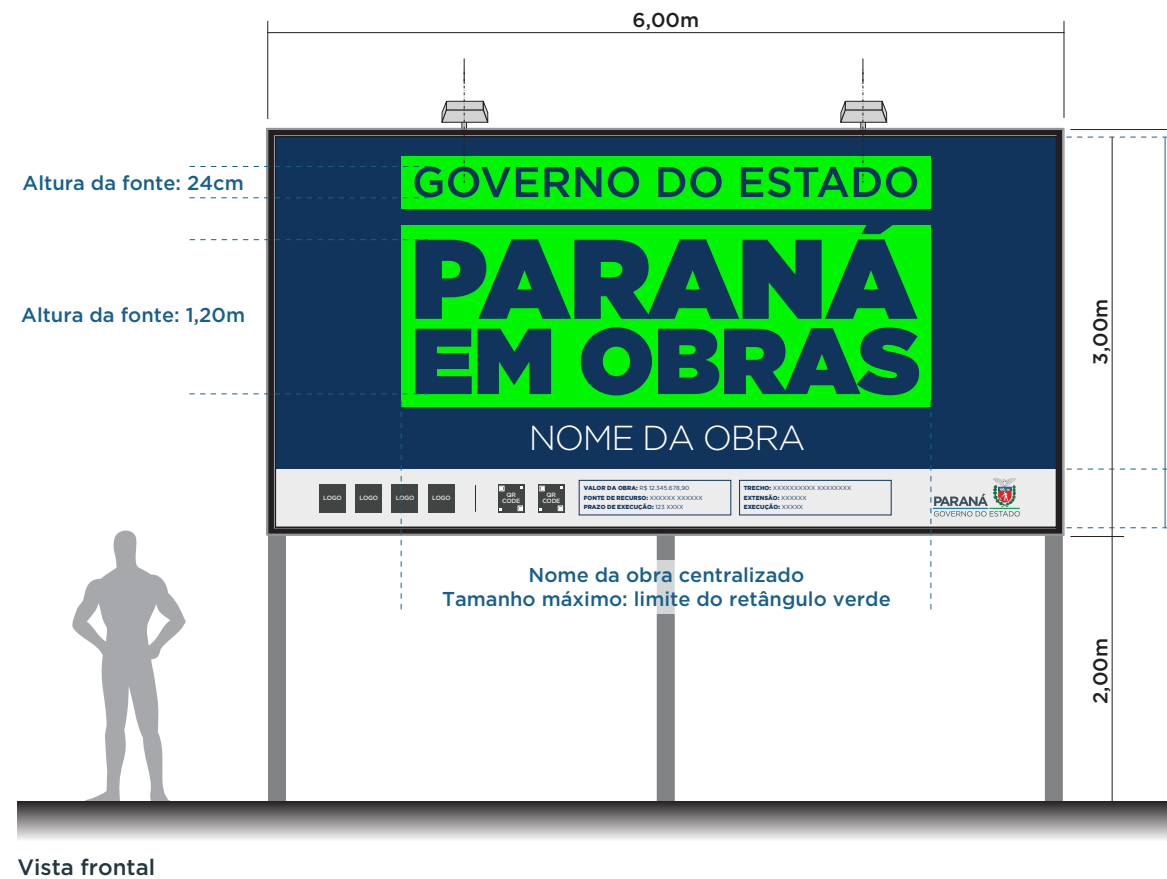 6,00m
Altura da fonte: 24cm
GOVERNO DO ESTADO
Altura da fonte: 1,20m
PARANÁ
EM OBRAS
3,00m
NOME DA OBRA
LOGO
LOGO
LOGO
LOGO
QR
CODE
QR
CODE
VALOR DA OBRA: R$ 12.345.678,90
FONTE DE RECURSO: XXXXXX XXXXXX
PRAZO DE EXECUÇÃO: 123 XXXX
TRECHO: XXXXXXXXXX XXXXXXXX
EXTENSÃO: XXXXXX
EXECUÇÃO: XXXXX
PARANÁ
GOVERNO DO ESTADO
Nome da obra centralizado
Tamanho máximo: limite do retângulo verde
2,00m
Vista frontal